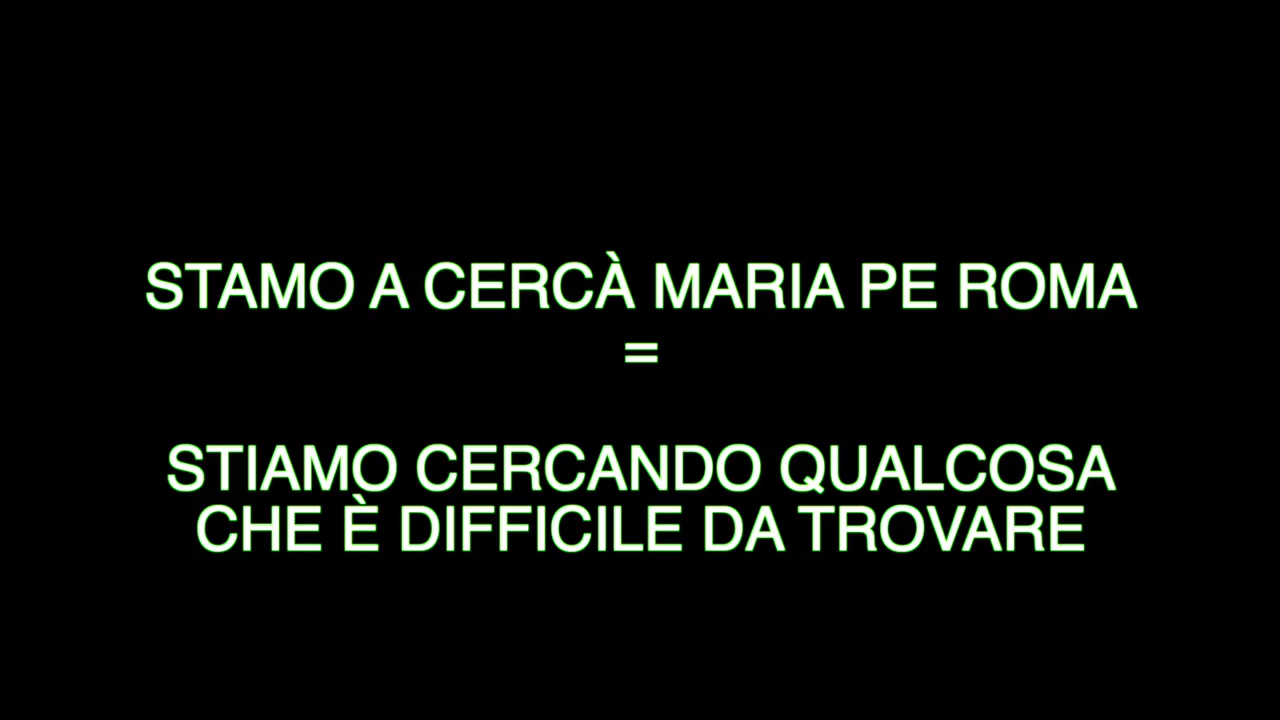 STAMO A CERCÀ MARIA PE ROMA
=
STIAMO CERCANDO QUALCOSA
CHE È DIFFICILE DA TROVARE